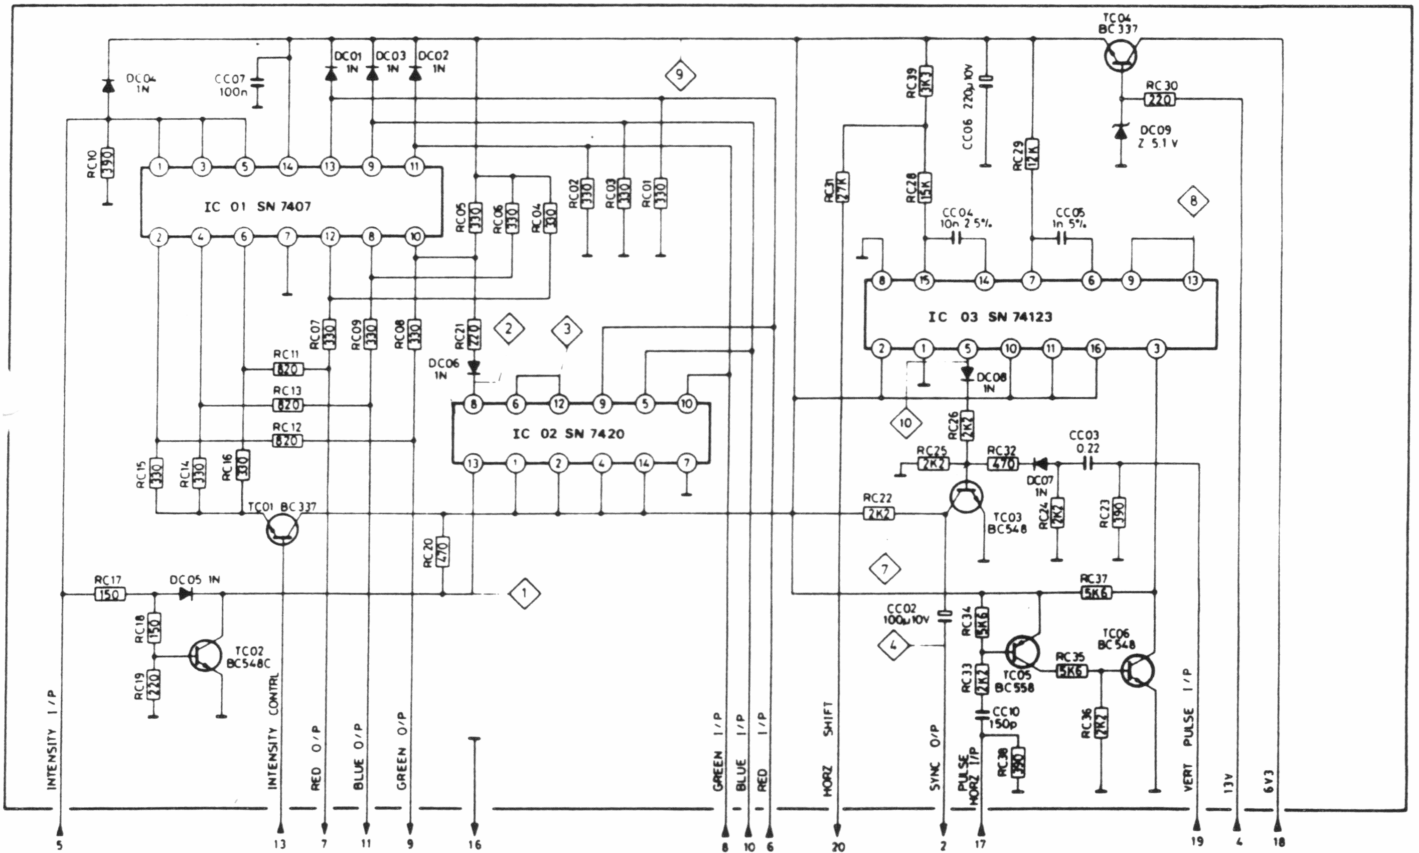 TC04
BC337
DC01
1N
DC03
1N
DC02
1N
DC04
1N
CC07
100n
9
RC39
3K3
CC06 220µ10V
RC30
220
DC09
Z 5.1 V
RC10
390
RC29
12K
1
3
5
14
13
9
11
IC 01 SN 7407
2
4
6
7
12
8
10
RC05
330
RC06
330
RC04
330
RC02
330
RC03
330
RC01
330
RC31
27K
RC28
15K
8
CC04
10n 2.5%
CC05
1n 5%
8
15
14
7
6
9
13
IC 03 SN 74123
2
1
5
10
11
16
3
RC07
330
RC09
330
RC08
330
RC21
220
2
3
RC11
820
RC13
820
RC12
820
DC06
1N
DC08
1N
8
6
12
9
5
10
IC 02 SN 7420
13
1
2
4
14
7
10
RC26
2K2
RC15
330
RC14
330
RC16
330
RC25
2K2
RC32
470
CC03
0.22
DC07
1N
RC24
2K2
RC23
390
TC01 BC337
RC22
2K2
TC03
BC548
RC20
470
7
RC37
5K6
RC17
150
DC05 1N
1
RC18
150
TC02
BC548C
RC19
220
CC02
100µ10V
4
RC34
5K6
TC05
BC558
RC35
5K6
TC06
BC548
RC33
2K2
CC10
150p
RC36
2K2
RC38
390
INTENSITY I/P
INTENSITY CONTRL
RED O/P
BLUE O/P
GREEN O/P
GREEN I/P
BLUE I/P
RED I/P
HORZ SHIFT
SYNC O/P
PULSE
HORZ I/P
VERT PULSE I/P
13V
6V3
5
13
7
11
9
16
8
10
6
20
2
17
19
4
18